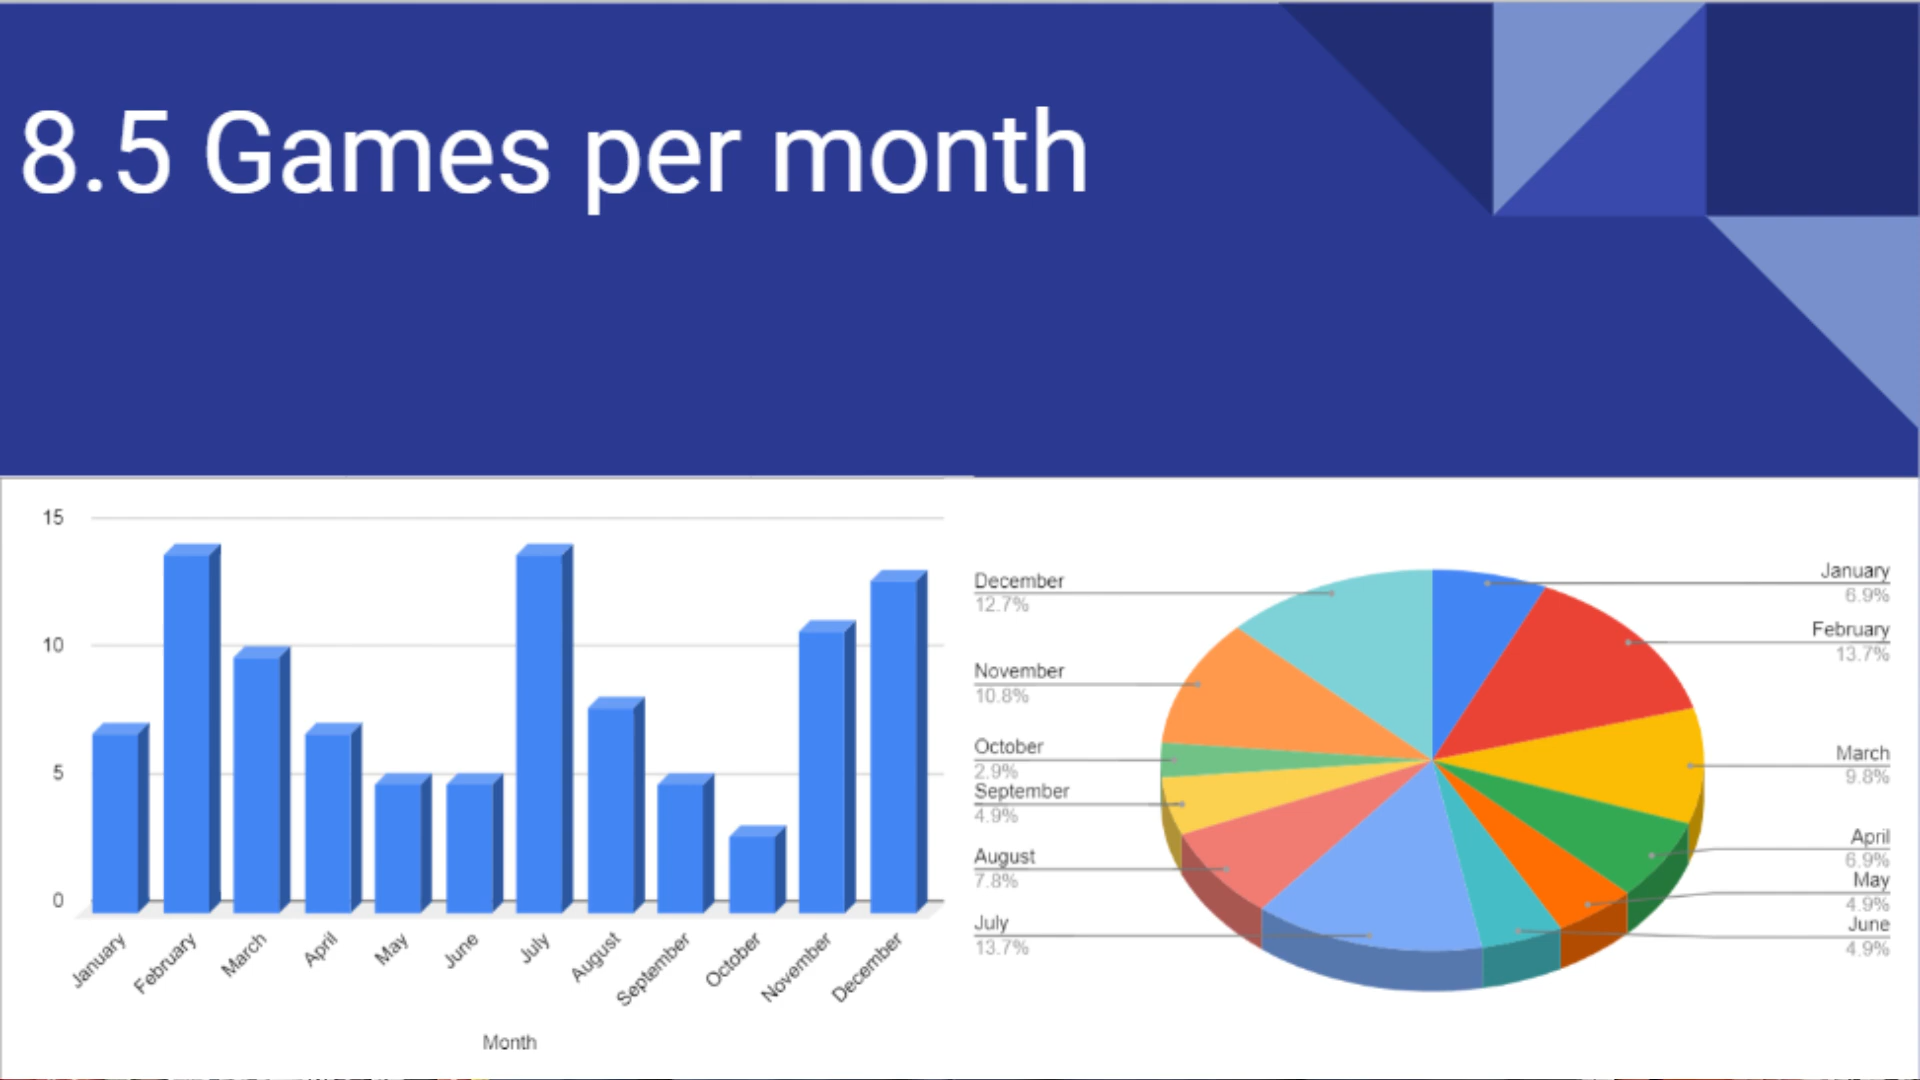 8.5 Games per month
15
10
5
0
January
February
March
April
May
June
July
August
September
October
November
December
Month
December
12.7%
November
10.8%
October
2.9%
September
4.9%
August
7.8%
July
13.7%
January
6.9%
February
13.7%
March
9.8%
April
6.9%
May
4.9%
June
4.9%